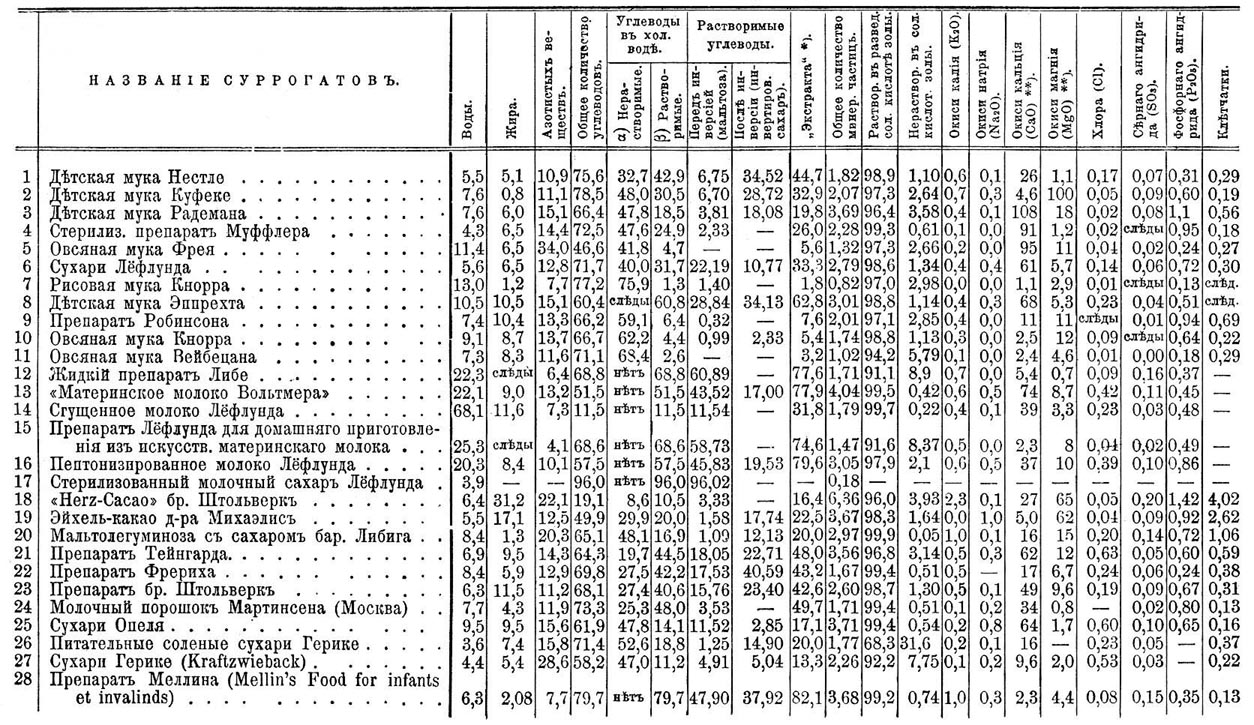 НАЗВАНІЕ СУРРОГАТОВЪ. Воды. Жира. Азотистыхъ веществъ. Общее количество углеводовъ. Углеводы въ хол. водѣ. α) Нерастворимые. β) Растворимые. Растворимые углеводы. Передъ инверсіей (мальтоза). Послѣ инверсіи (инвертиров. сахаръ). „Экстракта“ *). Общее количество минер. частицъ. Раствор. въ развед. сол. кислотѣ золы. Нераствор. въ сол. кислот. золы. Окиси калія (K₂O). Окиси натрія (Na₂O). Окиси кальція (CaO) **). Окиси магнія (MgO) **). Хлора (Cl). Сѣрнаго ангидрида (SO₃). Фосфорнаго ангидрида (P₂O₅). Клѣтчатки.
1 Дѣтская мука Нестле 5,5 5,1 10,9 75,6 32,7 42,9 6,75 34,52 44,7 1,82 98,9 1,10 0,6 0,1 26 1,1 0,17 0,07 0,31 0,29
2 Дѣтская мука Куфеке 7,6 0,8 11,1 78,5 48,0 30,5 6,70 28,72 32,9 2,07 97,3 2,64 0,7 0,3 4,6 100 0,05 0,09 0,60 0,19
3 Дѣтская мука Радемана 7,6 6,0 15,1 66,4 47,8 18,5 3,81 18,08 19,8 3,69 96,4 3,58 0,4 0,1 108 18 0,02 0,08 1,1 0,56
4 Стерилиз. препаратъ Муффлера 4,3 6,5 14,4 72,5 47,6 24,9 2,33 — 26,0 2,28 99,3 0,61 0,1 0,0 91 1,2 0,02 слѣды 0,95 0,18
5 Овсяная мука Фрея 11,4 6,5 34,0 46,6 41,8 4,7 — — 5,6 1,32 97,3 2,66 0,2 0,0 95 11 0,04 0,02 0,24 0,27
6 Сухари Лёфлунда 5,6 6,5 12,8 71,7 40,0 31,7 22,19 10,77 33,3 2,79 98,6 1,34 0,4 0,4 61 5,7 0,14 0,06 0,72 0,30
7 Рисовая мука Кнорра 13,0 1,2 7,7 77,2 75,9 1,3 1,40 — 1,8 0,82 97,0 2,98 0,0 0,0 1,1 2,9 0,01 слѣды 0,13 слѣд.
8 Дѣтская мука Эппрехта 10,5 10,5 15,1 60,4 слѣды 60,8 28,84 34,13 62,8 3,01 98,8 1,14 0,4 0,3 68 5,3 0,23 0,04 0,51 слѣд.
9 Препаратъ Робинсона 7,4 10,4 13,3 66,2 59,1 6,4 0,32 — 7,6 2,01 97,1 2,85 0,4 0,0 11 11 слѣды 0,01 0,94 0,69
10 Овсяная мука Кнорра 9,1 8,7 13,7 66,7 62,2 4,4 0,99 2,33 5,4 1,74 98,8 1,13 0,3 0,0 2,5 12 0,09 слѣды 0,64 0,22
11 Овсяная мука Вейбецана 7,3 8,3 11,6 71,1 68,4 2,6 — — 3,2 1,02 94,2 5,79 0,1 0,0 2,4 4,6 0,01 0,00 0,18 0,29
12 Жидкій препаратъ Либе 22,3 слѣды 6,4 68,8 нѣтъ 68,8 60,89 — 77,6 1,71 91,1 8,9 0,7 0,0 5,4 0,7 0,09 0,16 0,37 —
13 «Материнское молоко Вольтмера» 22,1 9,0 13,2 51,5 нѣтъ 51,5 43,52 17,00 77,9 4,04 99,5 0,42 0,6 0,5 74 8,7 0,42 0,11 0,45 —
14 Сгущенное молоко Лёфлунда 68,1 11,6 7,3 11,5 нѣтъ 11,5 11,54 — 31,8 1,79 99,7 0,22 0,4 0,1 39 3,3 0,23 0,03 0,48 —
15 Препаратъ Лёфлунда для домашняго приготовле-
нія изъ искусств. материнскаго молока 25,3 слѣды 4,1 68,6 нѣтъ 68,6 58,73 — 74,6 1,47 91,6 8,37 0,5 0,0 2,3 8 0,04 0,02 0,49 —
16 Пептонизированное молоко Лёфлунда 20,3 8,4 10,1 57,5 нѣтъ 57,5 45,83 19,53 79,6 3,05 97,9 2,1 0,6 0,5 37 10 0,39 0,10 0,86 —
17 Стерилизованный молочный сахаръ Лёфлунда 3,9 — — 96,0 нѣтъ 96,0 96,02 — 0,18 — — — — — — — — — —
18 «Herz-Cacao» бр. Штольверкъ 6,4 31,2 22,1 19,1 8,6 10,5 3,33 — 16,4 6,36 96,0 3,93 2,3 0,1 27 65 0,05 0,20 1,42 4,02
19 Эйхель-какао д-ра Михаэлисъ 5,5 17,1 12,5 49,9 29,9 20,0 1,58 17,74 22,5 3,67 98,3 1,64 0,0 1,0 5,0 62 0,04 0,09 0,92 2,62
20 Мальтолегуминоза съ сахаромъ бар. Либига 8,4 1,3 20,3 65,1 48,1 16,9 1,09 12,13 20,0 2,97 99,9 0,05 1,0 0,1 16 15 0,20 0,14 0,72 1,06
21 Препаратъ Тейнгарда. 6,9 9,5 14,3 64,3 19,7 44,5 18,05 22,71 48,0 3,56 96,8 3,14 0,5 0,3 62 12 0,63 0,05 0,60 0,59
22 Препаратъ Фрериха 8,4 5,9 12,9 69,8 27,5 42,2 17,53 40,59 43,2 1,67 99,4 0,51 0,5 — 17 6,7 0,24 0,06 0,24 0,38
23 Препаратъ бр. Штольверкъ 6,3 11,5 11,2 68,1 27,4 40,6 15,76 23,40 42,6 2,60 98,7 1,30 0,5 0,1 49 9,6 0,19 0,09 0,67 0,31
24 Молочный порошокъ Мартинсена (Москва) 7,7 4,3 11,9 73,3 25,3 48,0 3,53 — 49,7 1,71 99,4 0,51 0,1 0,2 34 0,8 — 0,02 0,80 0,13
25 Сухари Опеля 9,5 9,5 15,6 61,9 47,8 14,1 11,52 2,85 17,1 3,71 99,4 0,54 0,2 0,8 64 1,7 0,60 0,10 0,65 0,16
26 Питательные соленые сухари Герике 3,6 7,4 15,8 71,4 52,6 18,8 1,25 14,90 20,0 1,77 68,3 31,6 0,2 0,1 16 — 0,23 0,05 — 0,37
27 Сухари Герике (Kraftzwieback) 4,4 5,4 28,6 58,2 47,0 11,2 4,91 5,04 13,3 2,26 92,2 7,75 0,1 0,2 9,6 2,0 0,53 0,03 — 0,22
28 Препаратъ Меллина (Mellin's Food for infants
et invalinds) 6,3 2,08 7,7 79,7 нѣтъ 79,7 47,90 37,92 82,1 3,68 99,2 0,74 1,0 0,3 2,3 4,4 0,08 0,15 0,35 0,13